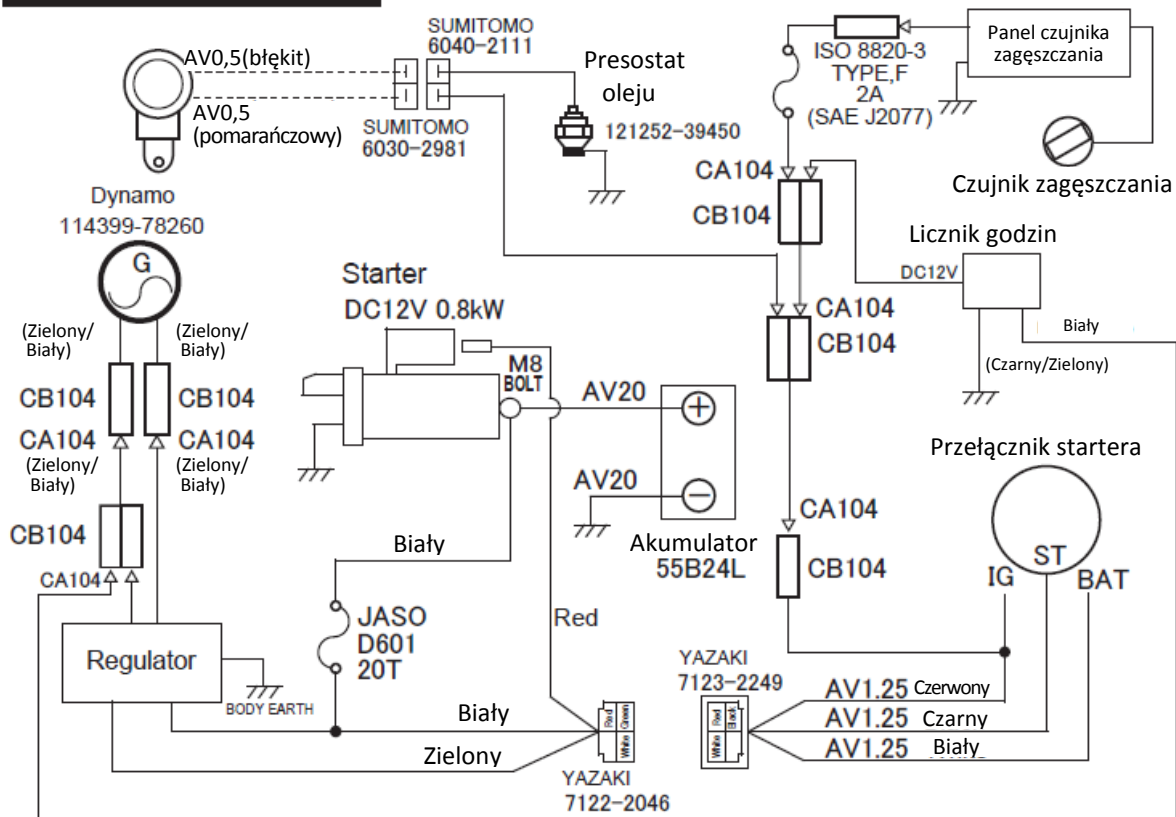 AV0,5(błękit)
AV0,5
(pomarańczowy)
SUMITOMO
6040-2111
SUMITOMO
6030-2981
Presostat
oleju
121252-39450
ISO 8820-3
TYPE,F
2A
(SAE J2077)
Panel czujnika
zagęszczania
Czujnik zagęszczania
CA104
CB104
Licznik godzin
DC12V
Biały
(Czarny/Zielony)
CA104
CB104
Dynamo
114399-78260
G
(Zielony/
Biały)
(Zielony/
Biały)
CB104
CB104
CA104
CA104
(Zielony/
Biały)
(Zielony/
Biały)
CB104
CA104
Regulator
BODY EARTH
Starter
DC12V 0.8kW
M8
BOLT
AV20
+
AV20
−
Akumulator
55B24L
Biały
JASO
D601
20T
Red
Biały
Zielony
Red
Green
White
YAZAKI
7122-2046
CA104
CB104
Przełącznik startera
ST
IG
BAT
YAZAKI
7123-2249
Red
Black
White
AV1.25 Czerwony
AV1.25 Czarny
AV1.25 Biały